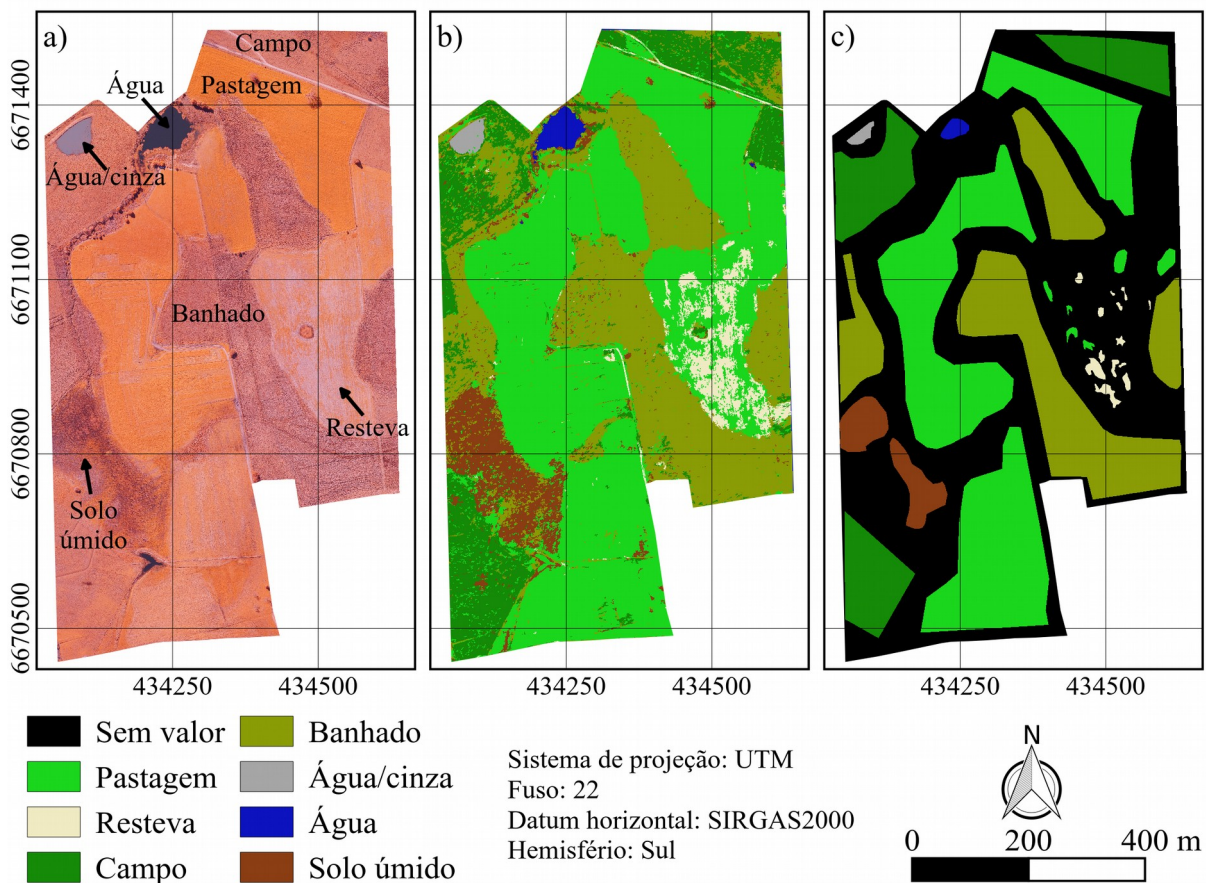 a)
Campo
Água
Pastagem
Água/cinza
Banhado
Resteva
Solo
úmido
b)
c)
6671400
6671100
6670800
6670500
434250
434500
434250
434500
434250
434500
Sem valor
Pastagem
Resteva
Campo
Banhado
Água/cinza
Água
Solo úmido
Sistema de projeção: UTM
Fuso: 22
Datum horizontal: SIRGAS2000
Hemisfério: Sul
N
0 200 400 m